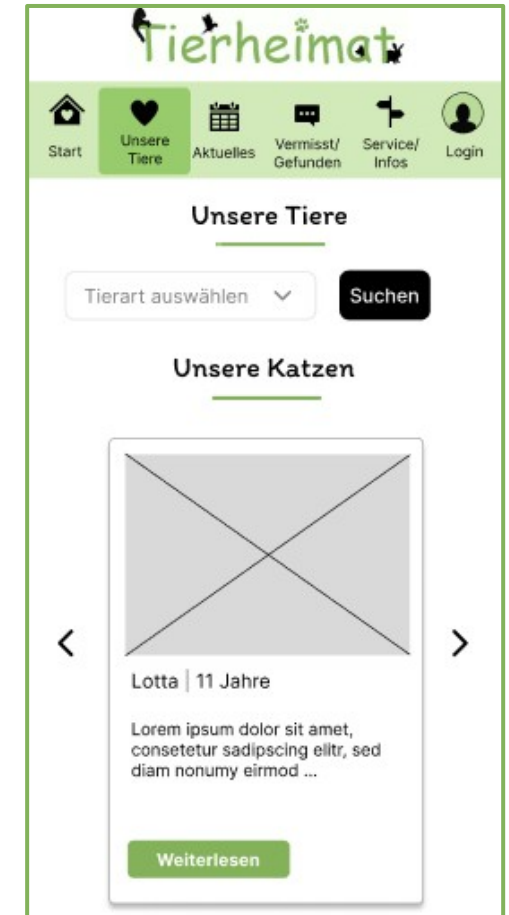 Tierheimat
Start
Unsere
Tiere
Aktuelles
Vermisst/
Gefunden
Service/
Infos
Login
Unsere Tiere
Tierart auswählen
Suchen
Unsere Katzen
Lotta | 11 Jahre
Lorem ipsum dolor sit amet,
consetetur sadipscing elitr, sed
diam nonumy eirmod ...
Weiterlesen